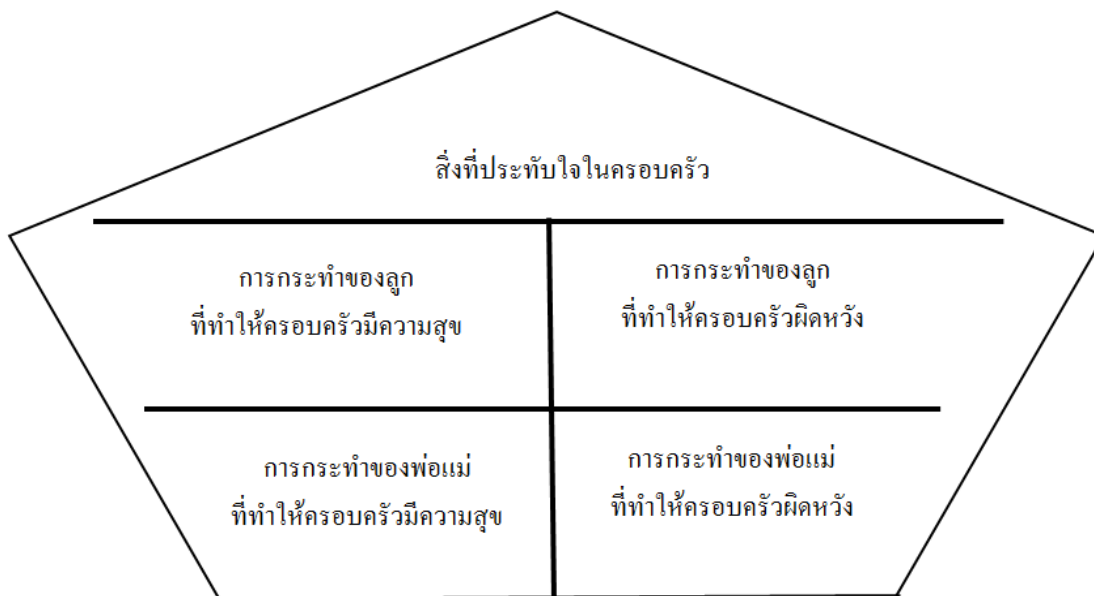 สิ่งที่ประทับใจในครอบครัว
การกระทำของลูก
ที่ทำให้ครอบครัวมีความสุข
การกระทำของลูก
ที่ทำให้ครอบครัวผิดหวัง
การกระทำของพ่อแม่
ที่ทำให้ครอบครัวมีความสุข
การกระทำของพ่อแม่
ที่ทำให้ครอบครัวผิดหวัง